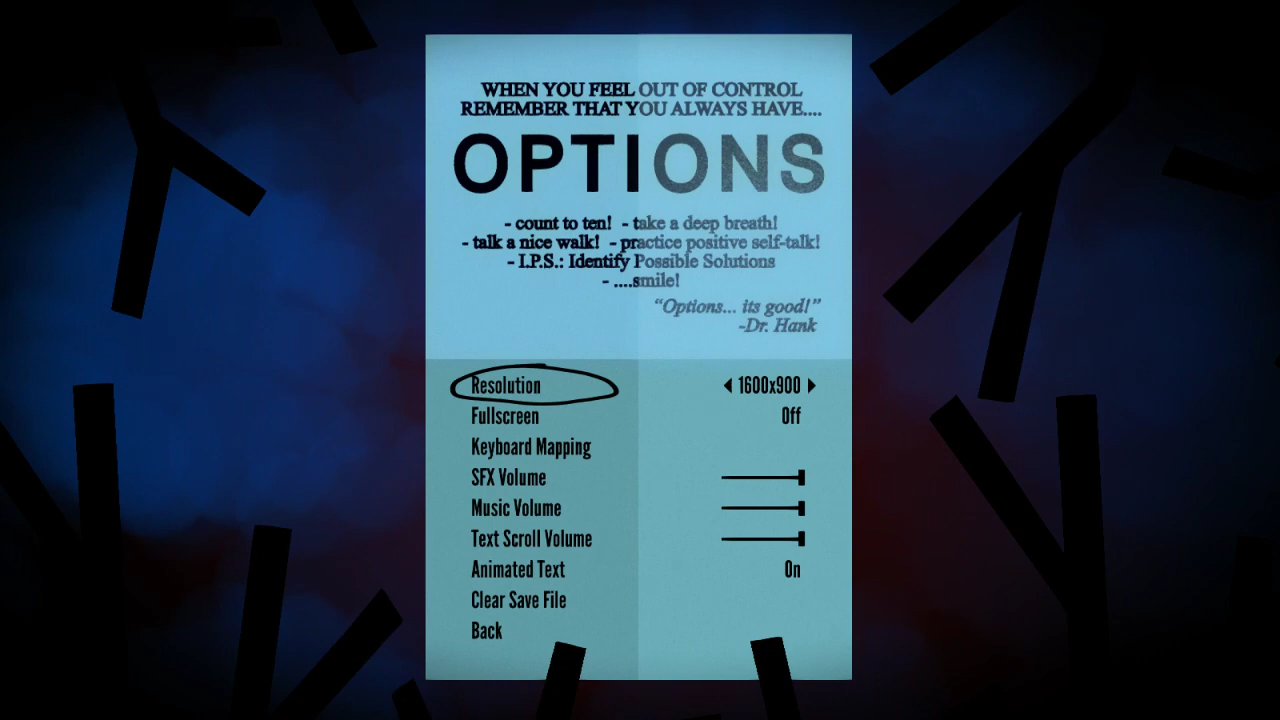 WHEN YOU FEEL OUT OF CONTROL
REMEMBER THAT YOU ALWAYS HAVE....
OPTIONS
- count to ten! - take a deep breath!
- talk a nice walk! - practice positive self-talk!
- I.P.S.: Identify Possible Solutions
- ....smile!
“Options... its good!”
-Dr. Hank
Resolution 1600x900
Fullscreen Off
Keyboard Mapping
SFX Volume
Music Volume
Text Scroll Volume
Animated Text On
Clear Save File
Back